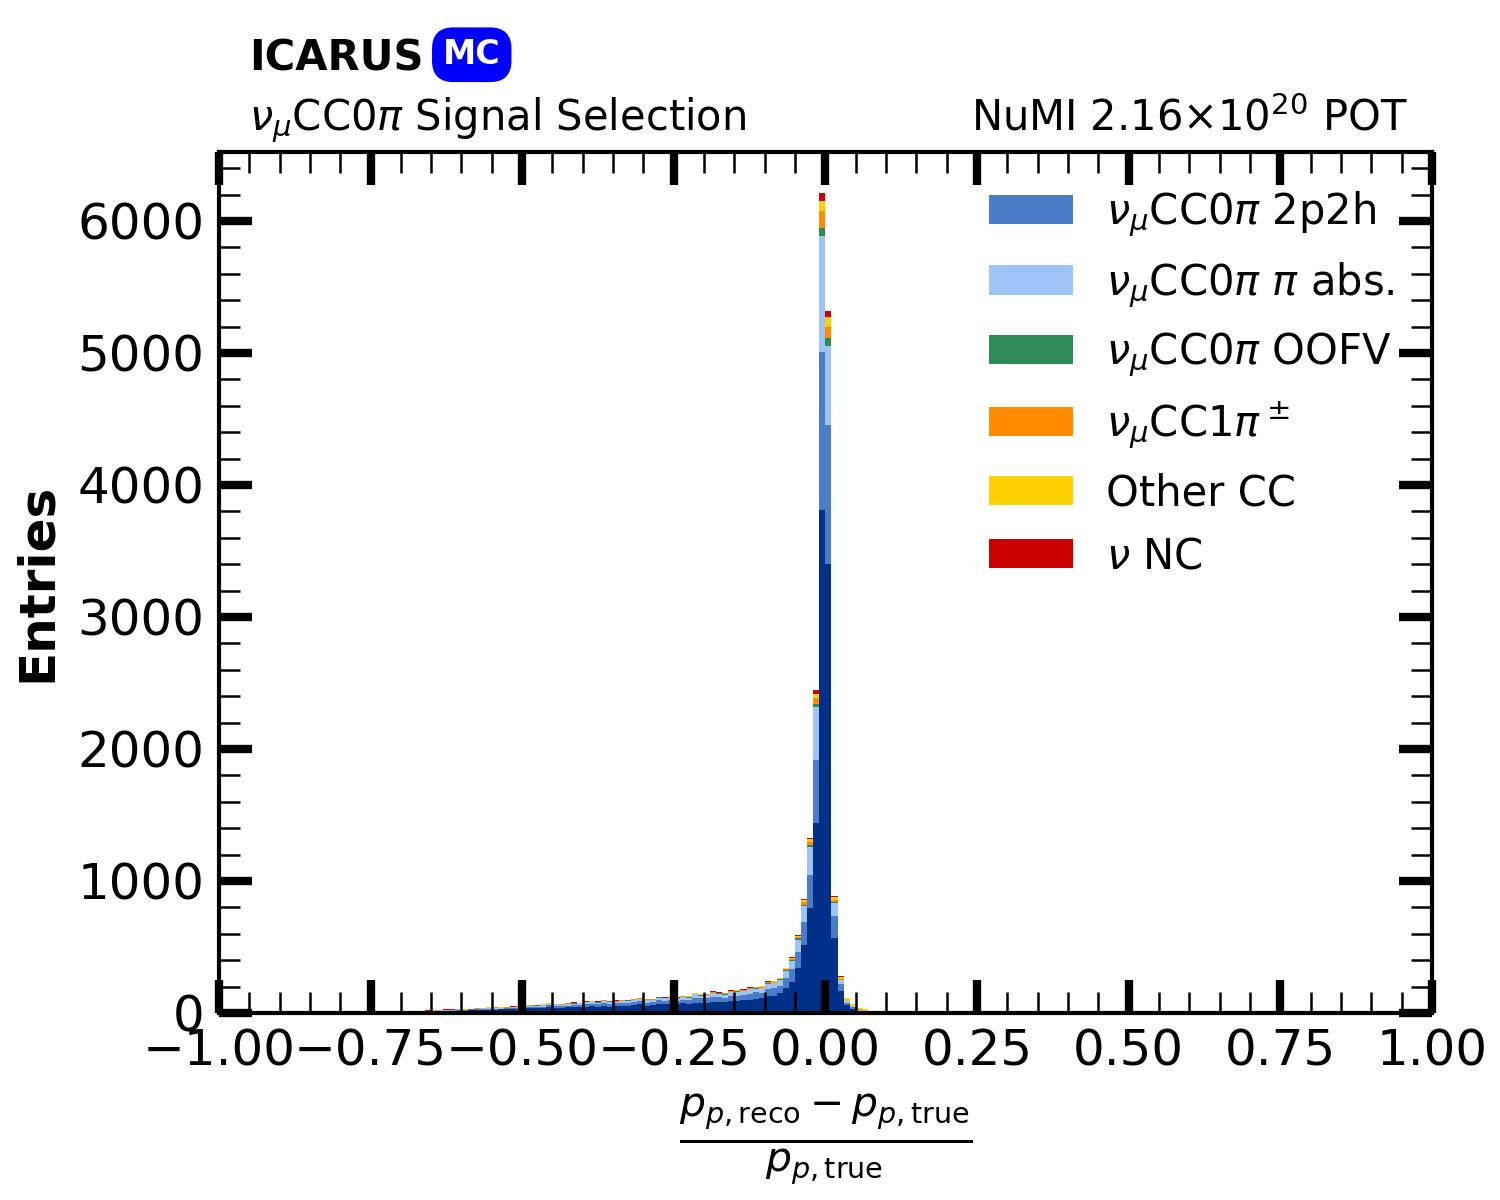 ICARUS MC
νμCC0π Signal Selection NuMI 2.16×10²⁰ POT
νμCC0π 2p2h
νμCC0π π abs.
νμCC0π OOFV
νμCC1π±
Other CC
ν NC
Entries
6000
5000
4000
3000
2000
1000
0
−1.00 −0.75 −0.50 −0.25 0.00 0.25 0.50 0.75 1.00
p_p,reco − p_p,true
p_p,true